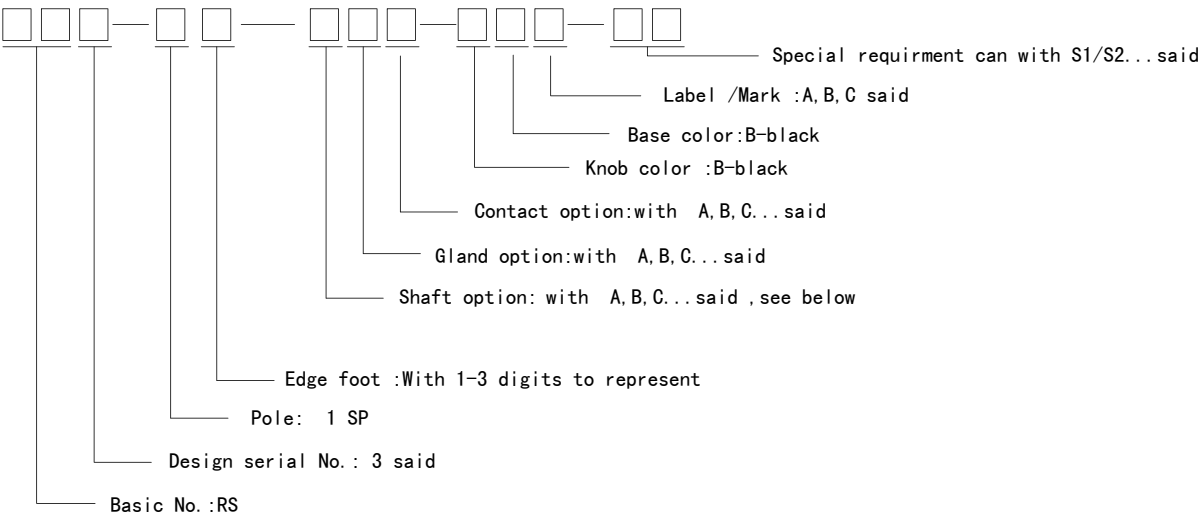 Special requirment can with S1/S2...said
Label /Mark :A,B,C said
Base color:B-black
Knob color :B-black
Contact option:with A,B,C...said
Gland option:with A,B,C...said
Shaft option: with A,B,C...said ,see below
Edge foot :With 1-3 digits to represent
Pole: 1 SP
Design serial No.: 3 said
Basic No.:RS